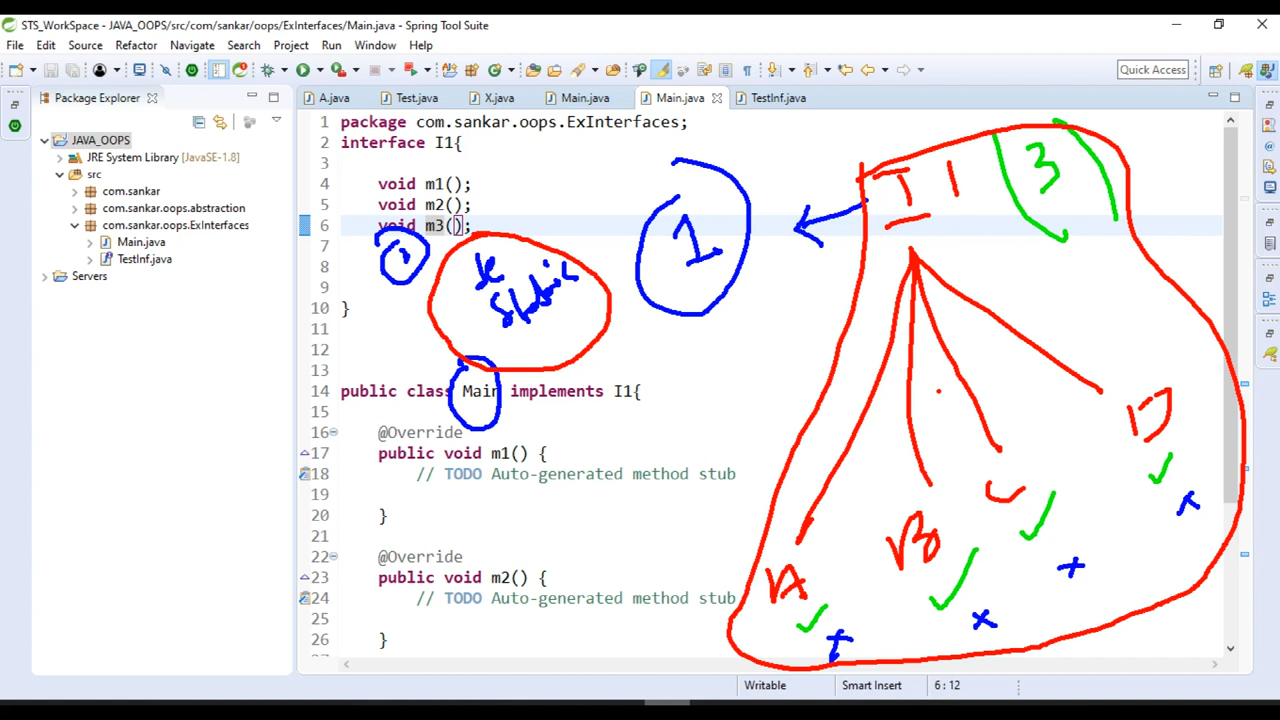 STS_WorkSpace - JAVA_OOPS/src/com/sankar/oops/ExInterfaces/Main.java - Spring Tool Suite
File Edit Source Refactor Navigate Search Project Run Window Help
Quick Access
Package Explorer
A.java Test.java X.java Main.java Main.java TestInf.java
JAVA_OOPS
JRE System Library [JavaSE-1.8]
src
com.sankar
com.sankar.oops.abstraction
com.sankar.oops.ExInterfaces
Main.java
TestInf.java
Servers
1 package com.sankar.oops.ExInterfaces;
2 interface I1{
3
4 void m1();
5 void m2();
6 void m3();
7
8
9
10 }
11
12
13
14 public class Main implements I1{
15
16 @Override
17 public void m1() {
18 // TODO Auto-generated method stub
19
20 }
21
22 @Override
23 public void m2() {
24 // TODO Auto-generated method stub
25
26 }
I1 3
1
static
D
C
B
A
Writable Smart Insert 6 : 12